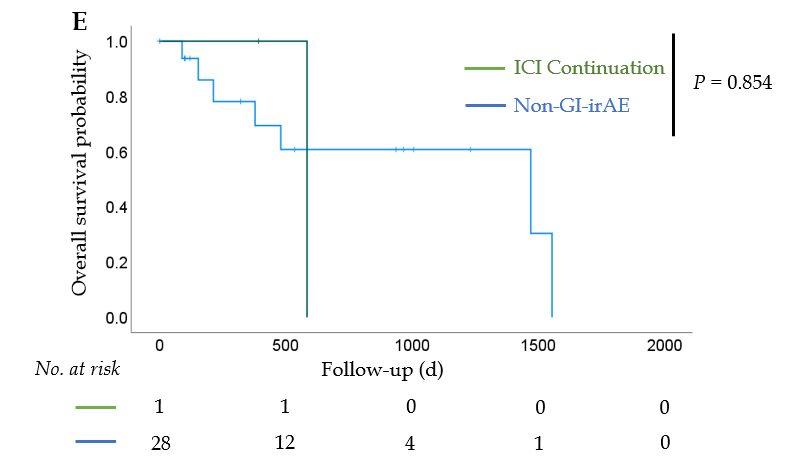 E
Overall survival probability
1.0
0.8
0.6
0.4
0.2
0.0
ICI Continuation
Non-GI-irAE
P = 0.854
0 500 1000 1500 2000
Follow-up (d)
No. at risk
1 1 0 0 0
28 12 4 1 0